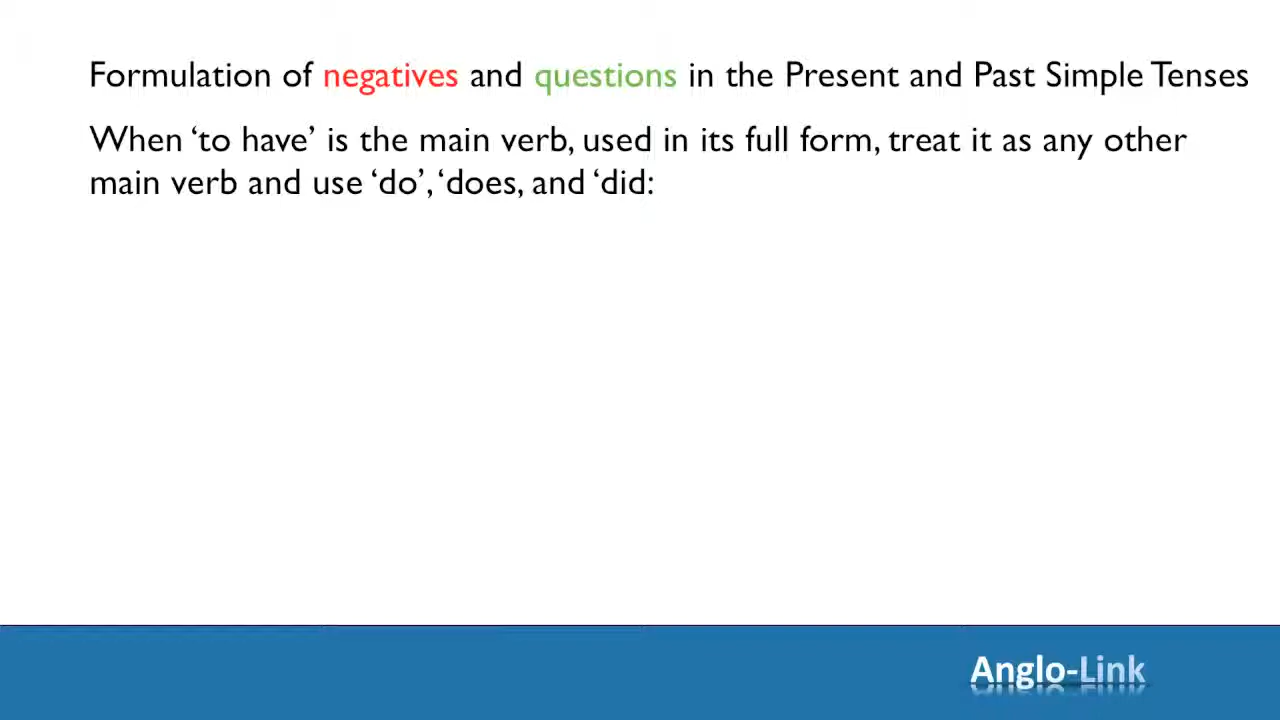 Formulation of negatives and questions in the Present and Past Simple Tenses
When ‘to have’ is the main verb, used in its full form, treat it as any other
main verb and use ‘do’, ‘does, and ‘did:
Anglo-Link